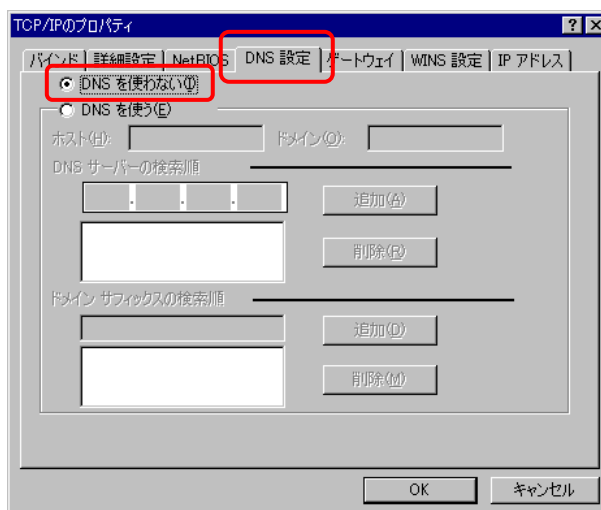 TCP/IPのプロパティ
バインド 詳細設定 NetBIOS DNS 設定 ゲートウェイ WINS 設定 IP アドレス
DNS を使わない(I)
DNS を使う(E)
ホスト(H): ドメイン(O):
DNS サーバーの検索順
追加(A)
削除(R)
ドメイン サフィックスの検索順
追加(D)
削除(M)
OK キャンセル